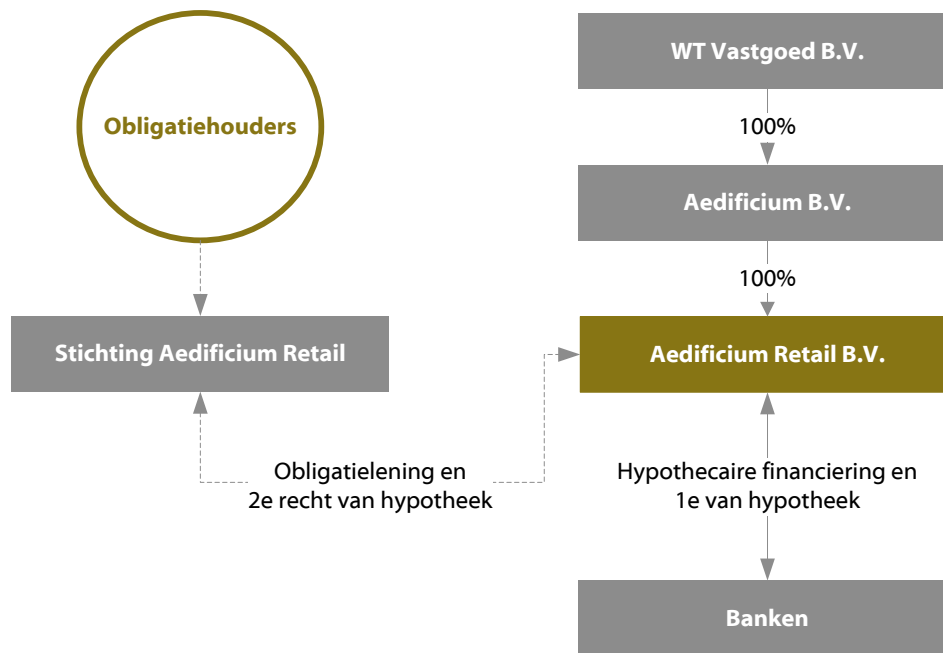 WT Vastgoed B.V.
Obligatiehouders
100%
Aedificium B.V.
100%
Stichting Aedificium Retail
Aedificium Retail B.V.
Obligatielening en
2e recht van hypotheek
Hypothecaire financiering en
1e van hypotheek
Banken